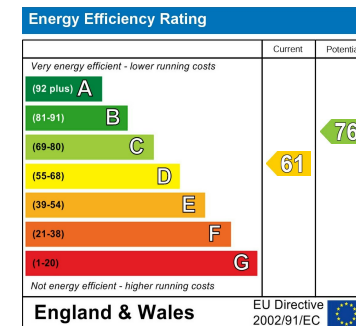 Energy Efficiency Rating
Current Potentia
Very energy efficient - lower running costs
(92 plus) A
(81-91) B
(69-80) C
(55-68) D
(39-54) E
(21-38) F
(1-20) G
61
76
Not energy efficient - higher running costs
England & Wales
EU Directive
2002/91/EC